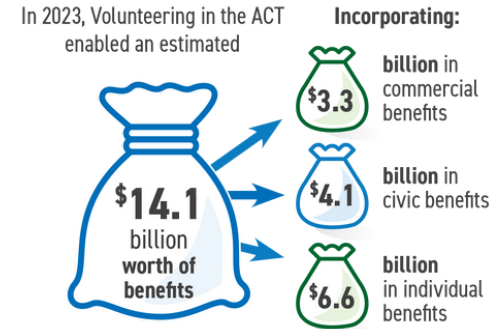 In 2023, Volunteering in the ACT
enabled an estimated
$14.1
billion
worth of
benefits
Incorporating:
$3.3
billion in
commercial
benefits
$4.1
billion in
civic benefits
$6.6
billion
in individual
benefits